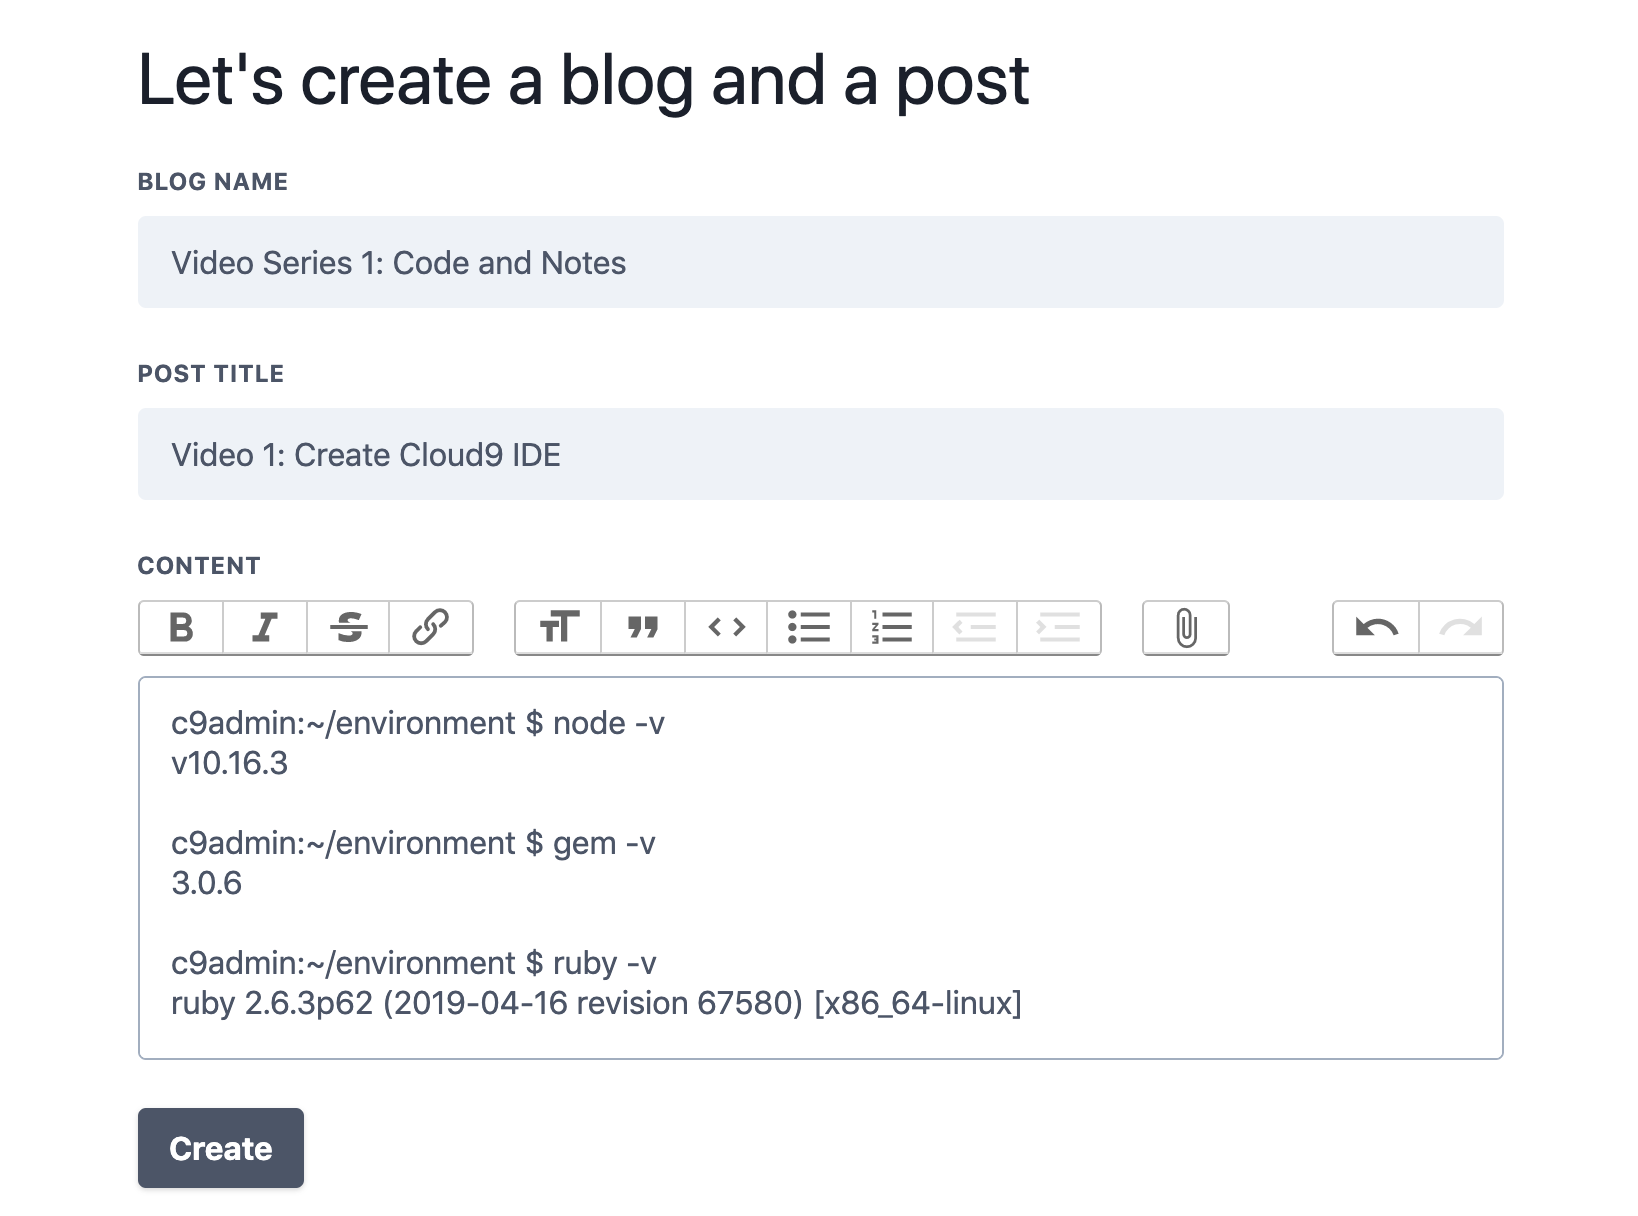 Let's create a blog and a post
BLOG NAME
Video Series 1: Code and Notes
POST TITLE
Video 1: Create Cloud9 IDE
CONTENT
c9admin:~/environment $ node -v
v10.16.3
c9admin:~/environment $ gem -v
3.0.6
c9admin:~/environment $ ruby -v
ruby 2.6.3p62 (2019-04-16 revision 67580) [x86_64-linux]
Create